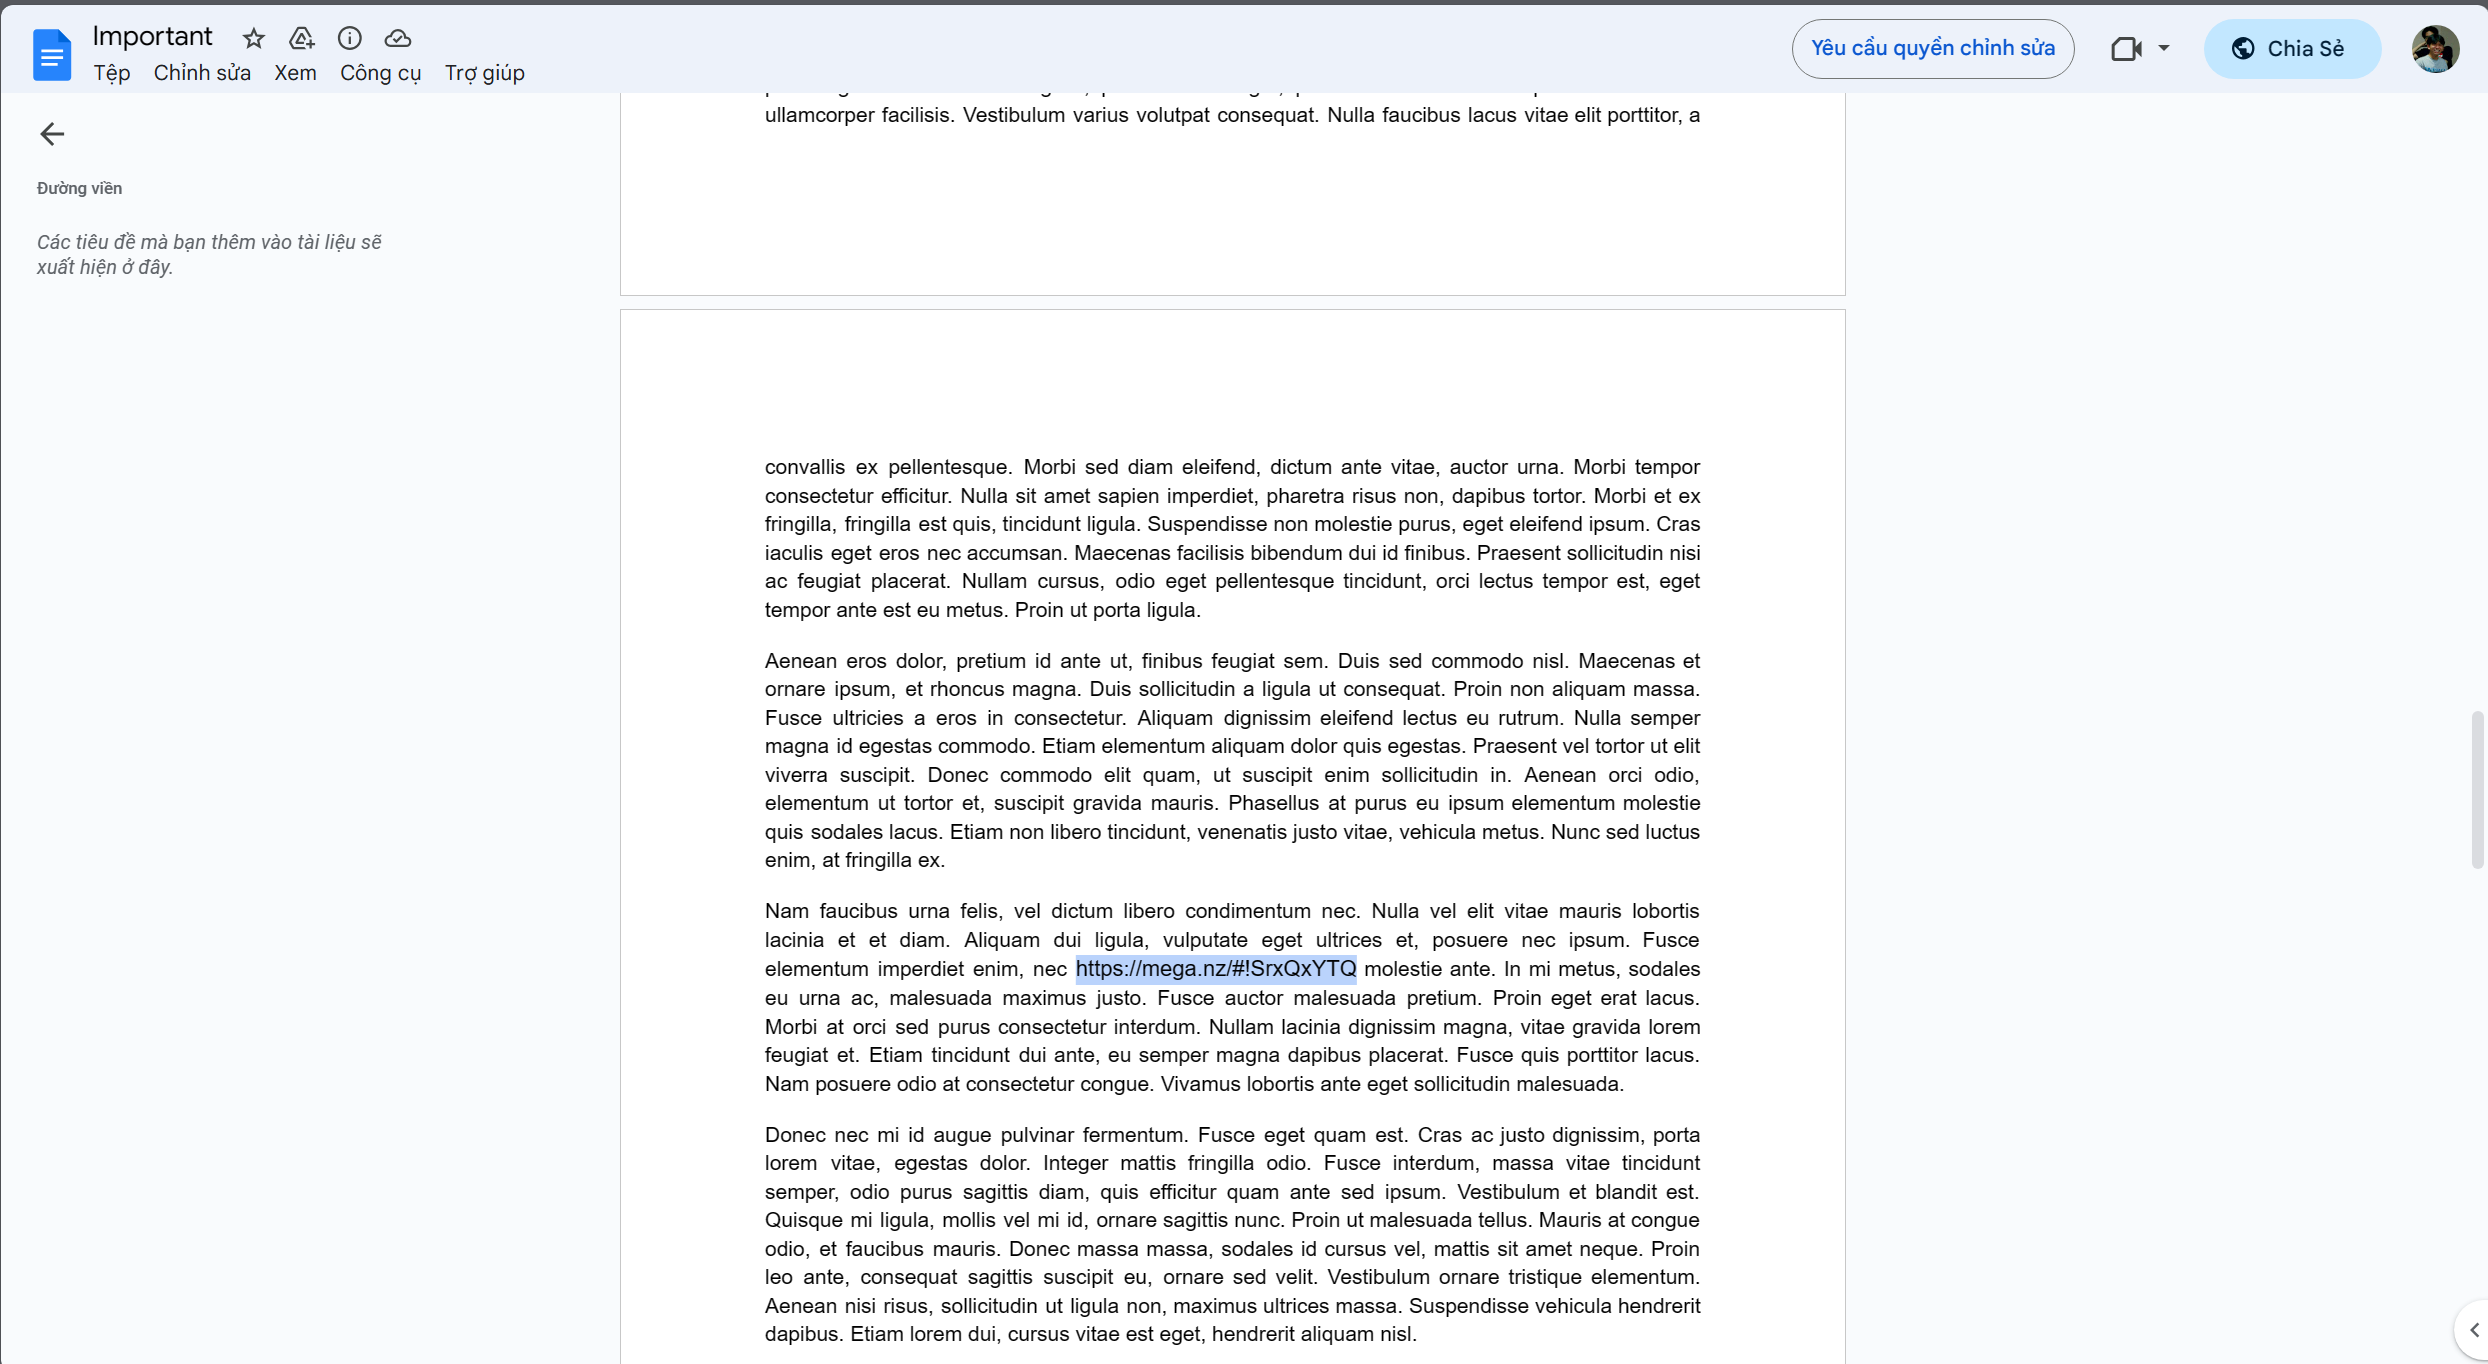 Important
Tệp Chỉnh sửa Xem Công cụ Trợ giúp
Yêu cầu quyền chỉnh sửa
Chia Sẻ
Đường viền
Các tiêu đề mà bạn thêm vào tài liệu sẽ
xuất hiện ở đây.
ullamcorper facilisis. Vestibulum varius volutpat consequat. Nulla faucibus lacus vitae elit porttitor, a
convallis ex pellentesque. Morbi sed diam eleifend, dictum ante vitae, auctor urna. Morbi tempor
consectetur efficitur. Nulla sit amet sapien imperdiet, pharetra risus non, dapibus tortor. Morbi et ex
fringilla, fringilla est quis, tincidunt ligula. Suspendisse non molestie purus, eget eleifend ipsum. Cras
iaculis eget eros nec accumsan. Maecenas facilisis bibendum dui id finibus. Praesent sollicitudin nisi
ac feugiat placerat. Nullam cursus, odio eget pellentesque tincidunt, orci lectus tempor est, eget
tempor ante est eu metus. Proin ut porta ligula.
Aenean eros dolor, pretium id ante ut, finibus feugiat sem. Duis sed commodo nisl. Maecenas et
ornare ipsum, et rhoncus magna. Duis sollicitudin a ligula ut consequat. Proin non aliquam massa.
Fusce ultricies a eros in consectetur. Aliquam dignissim eleifend lectus eu rutrum. Nulla semper
magna id egestas commodo. Etiam elementum aliquam dolor quis egestas. Praesent vel tortor ut elit
viverra suscipit. Donec commodo elit quam, ut suscipit enim sollicitudin in. Aenean orci odio,
elementum ut tortor et, suscipit gravida mauris. Phasellus at purus eu ipsum elementum molestie
quis sodales lacus. Etiam non libero tincidunt, venenatis justo vitae, vehicula metus. Nunc sed luctus
enim, at fringilla ex.
Nam faucibus urna felis, vel dictum libero condimentum nec. Nulla vel elit vitae mauris lobortis
lacinia et et diam. Aliquam dui ligula, vulputate eget ultrices et, posuere nec ipsum. Fusce
elementum imperdiet enim, nec https://mega.nz/#!SrxQxYTQ molestie ante. In mi metus, sodales
eu urna ac, malesuada maximus justo. Fusce auctor malesuada pretium. Proin eget erat lacus.
Morbi at orci sed purus consectetur interdum. Nullam lacinia dignissim magna, vitae gravida lorem
feugiat et. Etiam tincidunt dui ante, eu semper magna dapibus placerat. Fusce quis porttitor lacus.
Nam posuere odio at consectetur congue. Vivamus lobortis ante eget sollicitudin malesuada.
Donec nec mi id augue pulvinar fermentum. Fusce eget quam est. Cras ac justo dignissim, porta
lorem vitae, egestas dolor. Integer mattis fringilla odio. Fusce interdum, massa vitae tincidunt
semper, odio purus sagittis diam, quis efficitur quam ante sed ipsum. Vestibulum et blandit est.
Quisque mi ligula, mollis vel mi id, ornare sagittis nunc. Proin ut malesuada tellus. Mauris at congue
odio, et faucibus mauris. Donec massa massa, sodales id cursus vel, mattis sit amet neque. Proin
leo ante, consequat sagittis suscipit eu, ornare sed velit. Vestibulum ornare tristique elementum.
Aenean nisi risus, sollicitudin ut ligula non, maximus ultrices massa. Suspendisse vehicula hendrerit
dapibus. Etiam lorem dui, cursus vitae est eget, hendrerit aliquam nisl.